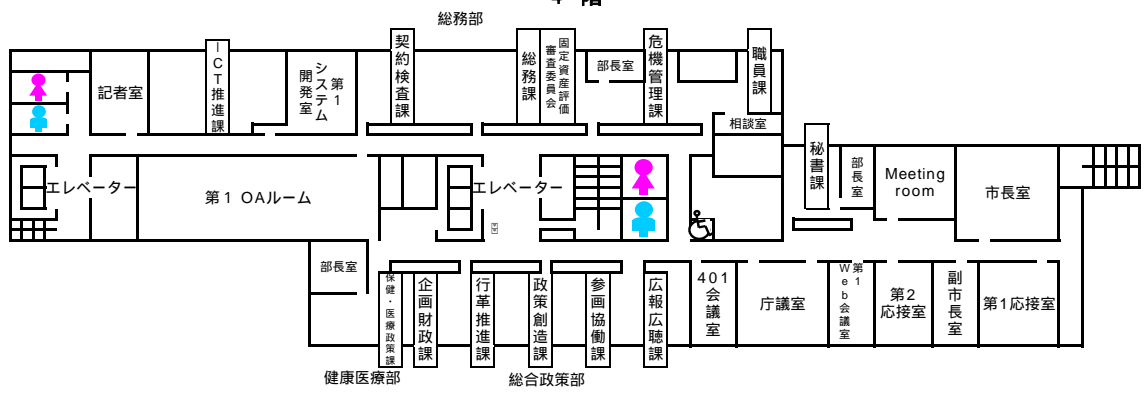 4 階
総務部
記者室
ICT推進課
第1
システム
開発室
契約検査課
総務課
固定資産評価
審査委員会
部長室
危機管理課
職員課
相談室
エレベーター
第1 OAルーム
エレベーター
秘書課
部長室
Meeting
room
市長室
部長室
保健・医療政策課
企画財政課
行革推進課
政策創造課
参画協働課
広報広聴課
401
会議室
庁議室
第1
Web会議室
第2
応接室
副市長室
第1応接室
健康医療部
総合政策部